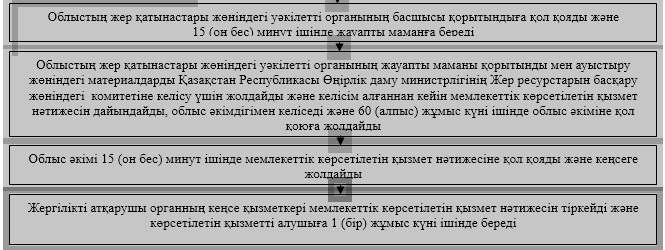 Облыстың жер қатынастары жөніндегі уәкілетті органының басшысы қорытындыға қол қояды және
15 (он бес) минут ішінде жауапты маманға береді
Облыстың жер қатынастары жөніндегі уәкілетті органының жауапты маманы қорытынды мен ауыстыру
жөніндегі материалдарды Қазақстан Республикасы Өңірлік даму министрлігінің Жер ресурстарын басқару
жөніндегі комитетіне келісу үшін жолдайды және келісім алғаннан кейін мемлекеттік көрсетілетін қызмет
нәтижесін дайындайды, облыс әкімдігімен келіседі және 60 (алпыс) жұмыс күні ішінде облыс әкіміне қол
қоюға жолдайды
Облыс әкімі 15 (он бес) минут ішінде мемлекеттік көрсетілетін қызмет нәтижесіне қол қояды және кеңсеге
жолдайды
Жергілікті атқарушы органның кеңсе қызметкері мемлекеттік көрсетілетін қызмет нәтижесін тіркейді және
көрсетілетін қызметті алушыға 1 (бір) жұмыс күні ішінде береді